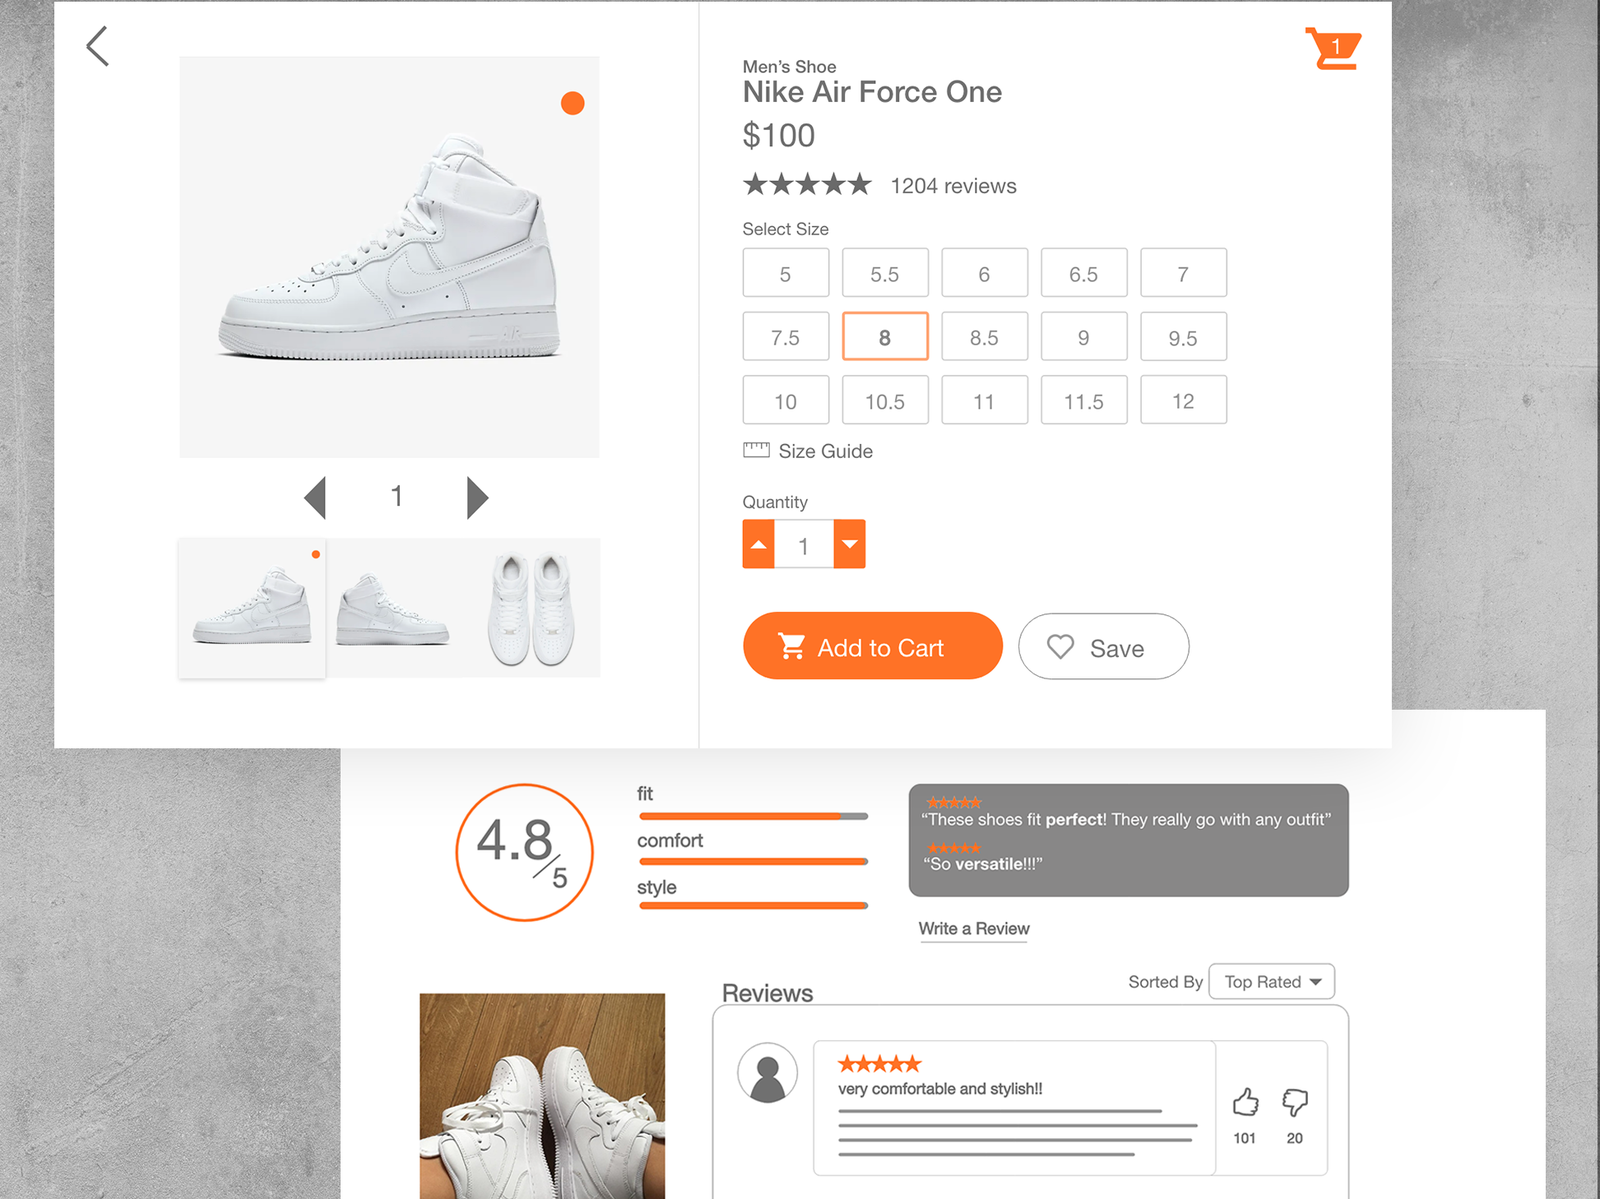 1
Men’s Shoe
Nike Air Force One
$100
1204 reviews
Select Size
5 5.5 6 6.5 7
7.5 8 8.5 9 9.5
10 10.5 11 11.5 12
Size Guide
Quantity
1
Add to Cart Save
1
4.8/5
fit
comfort
style
“These shoes fit perfect! They really go with any outfit”
“So versatile!!!”
Write a Review
Reviews
Sorted By Top Rated
very comfortable and stylish!!
101 20